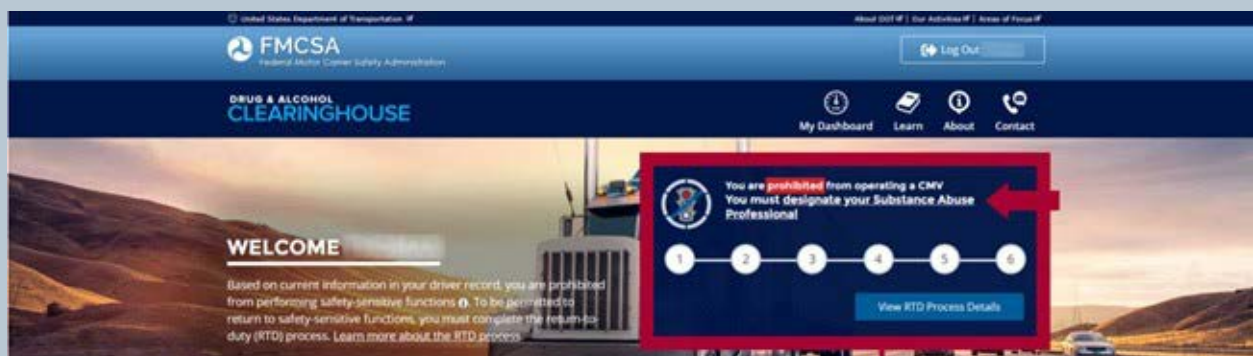 United States Department of Transportation
About DOT | Our Activities | Areas of Focus
FMCSA
Federal Motor Carrier Safety Administration
Log Out
DRUG & ALCOHOL
CLEARINGHOUSE
My Dashboard Learn About Contact
You are prohibited from operating a CMV
You must designate your Substance Abuse
Professional
1 2 3 4 5 6
View RTD Process Details
WELCOME
Based on current information in your driver record, you are prohibited
from performing safety-sensitive functions. To be permitted to
return to safety-sensitive functions, you must complete the return-to-
duty (RTD) process. Learn more about the RTD process